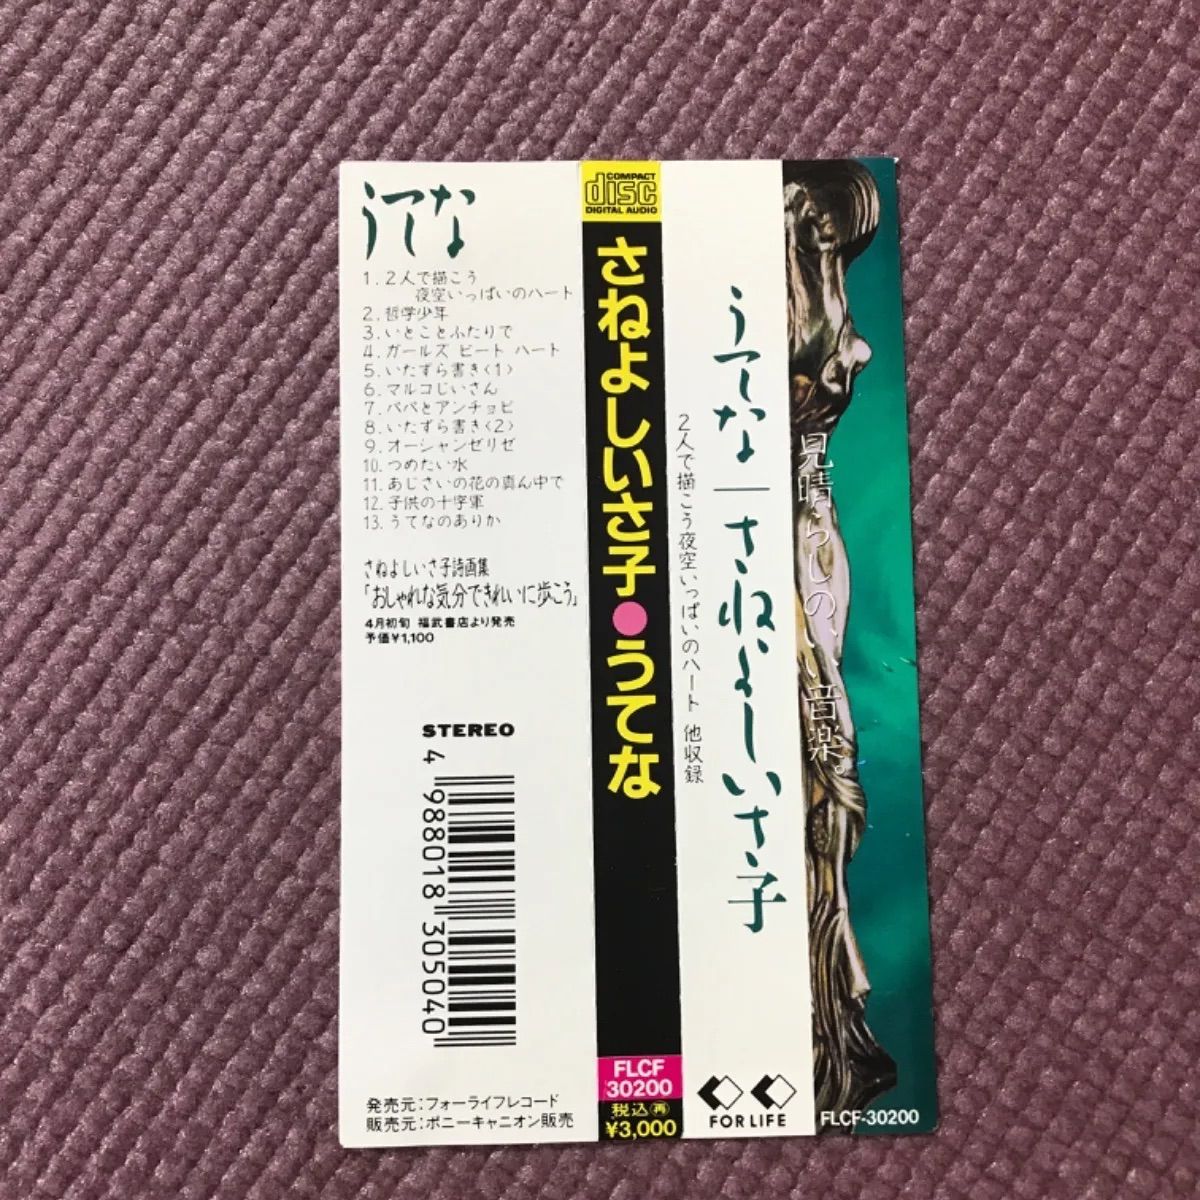 うてな
1. 2人で描こう
夜空いっぱいのハート
2. 哲学少年
3. いとことふたりで
4. ガールズ ビート ハート
5. いたずら書き〈1〉
6. マルコじいさん
7. パパとアンチョビ
8. いたずら書き〈2〉
9. オーシャンゼリゼ
10. つめたい水
11. あじさいの花の真ん中で
12. 子供の十字軍
13. うてなのありか
さねよしいさ子詩画集
「おしゃれな気分できれいに歩こう」
4月初旬 福武書店より発売
予価¥1,100
STEREO
4 988018 305040
発売元:フォーライフレコード
販売元:ポニーキャニオン販売
COMPACT
disc
DIGITAL AUDIO
さねよしいさ子●うてな
FLCF
30200
税込再
¥3,000
2人で描こう夜空いっぱいのハート 他収録
うてな|さねよしいさ子
FOR LIFE
見晴らしの、いい音楽。
FLCF-30200